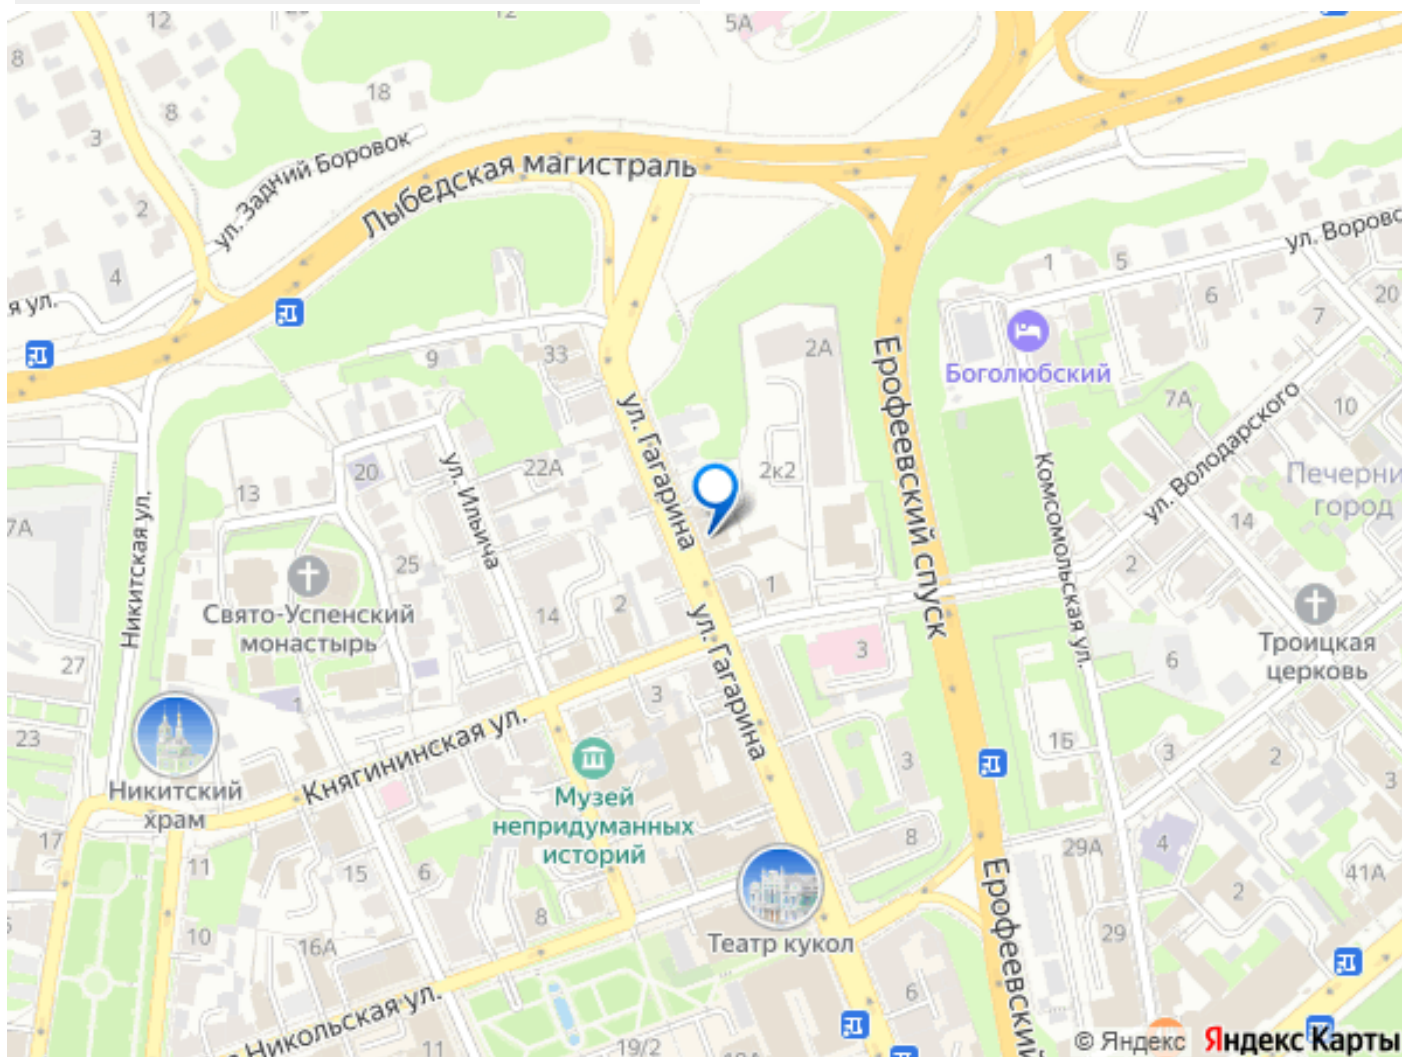 12
12
5А
8
18
8
3
ул. Задний Боровок
Лыбедская магистраль
2
4
я ул.
ул. Воровс
1
5
6
20
7
9
33
2А
Ерофеевский спуск
Боголюбский
7А
10
ул. Гагарина
ул. Володарского
Комсомольская ул.
Печерни
город
20
22А
2к2
ул. Ильича
13
14
7А
Никитская ул.
25
Свято-Успенский
монастырь
14
2
1
2
Троицкая
церковь
ул. Гагарина
3
6
27
1
3
23
Княгининская ул.
1Б
3
2
3
3
Никитский
храм
Музей
непридуманных
историй
17
11
15
6
8
29А
4
41А
2
Ерофеевский
8
10
16А
Театр кукол
29
6
Никольская ул.
11
19/2
© Яндекс Яндекс Карты